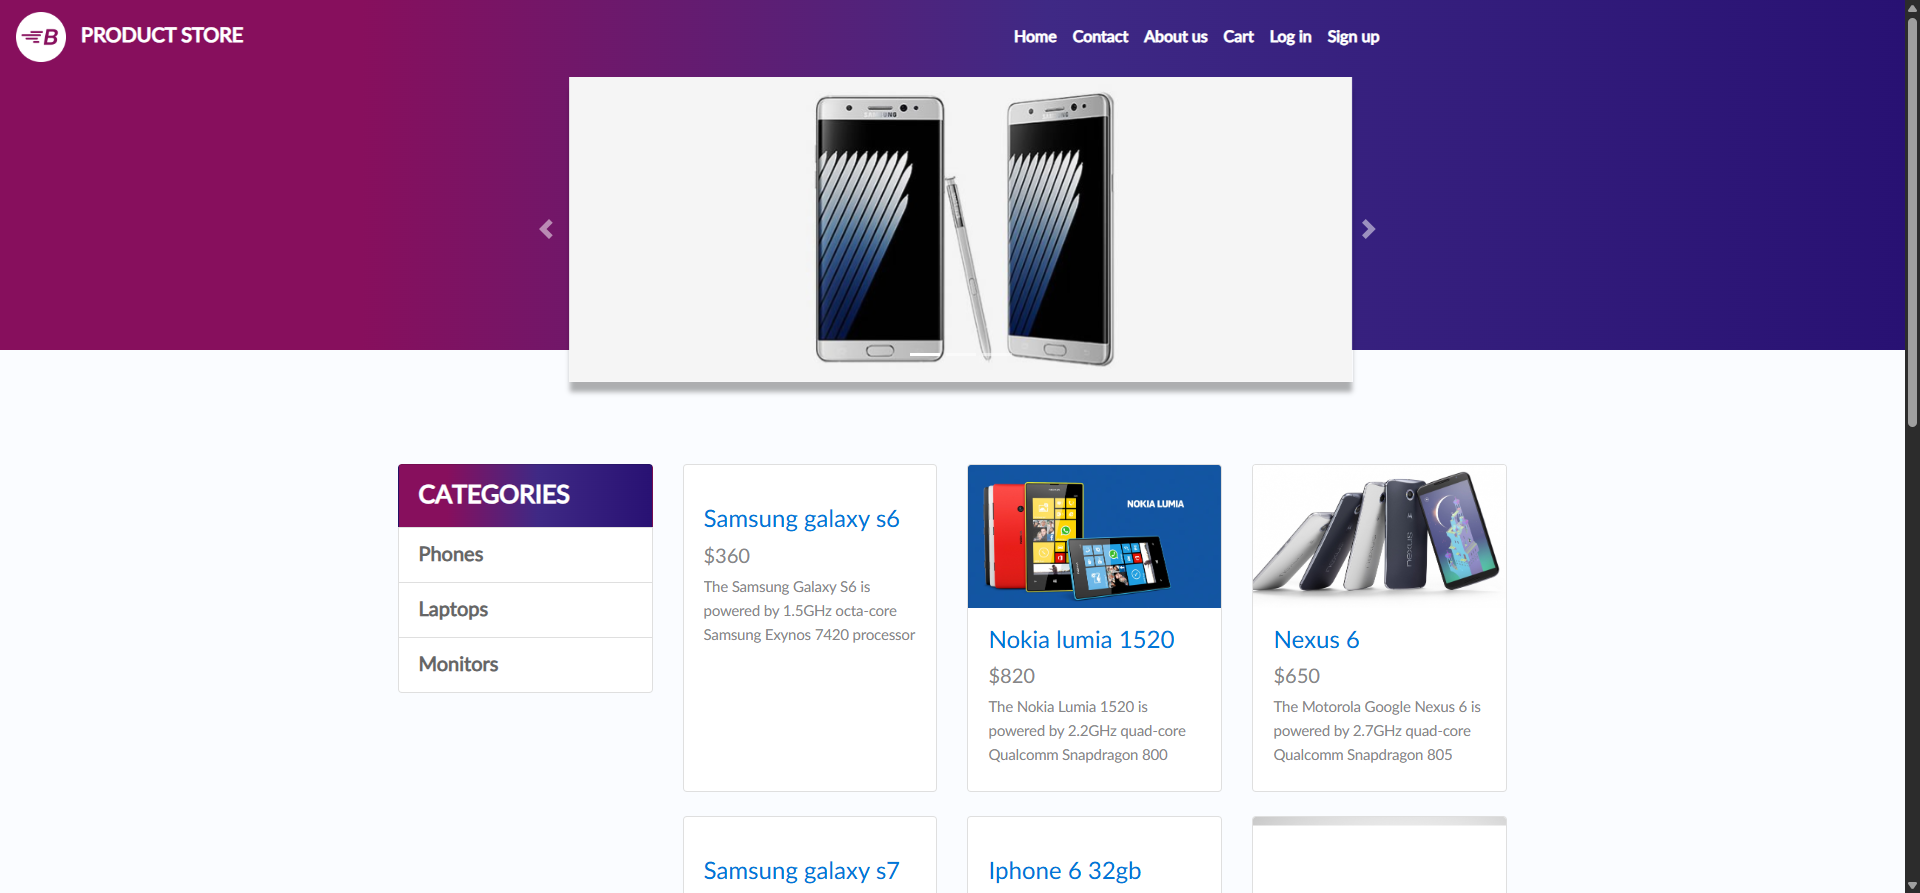 B PRODUCT STORE
Home Contact About us Cart Log in Sign up
SAMSUNG
SAMSUNG
CATEGORIES
Phones
Laptops
Monitors
Samsung galaxy s6
$360
The Samsung Galaxy S6 is
powered by 1.5GHz octa-core
Samsung Exynos 7420 processor
NOKIA LUMIA
Nokia lumia 1520
$820
The Nokia Lumia 1520 is
powered by 2.2GHz quad-core
Qualcomm Snapdragon 800
nexus
Nexus 6
$650
The Motorola Google Nexus 6 is
powered by 2.7GHz quad-core
Qualcomm Snapdragon 805
Samsung galaxy s7
Iphone 6 32gb